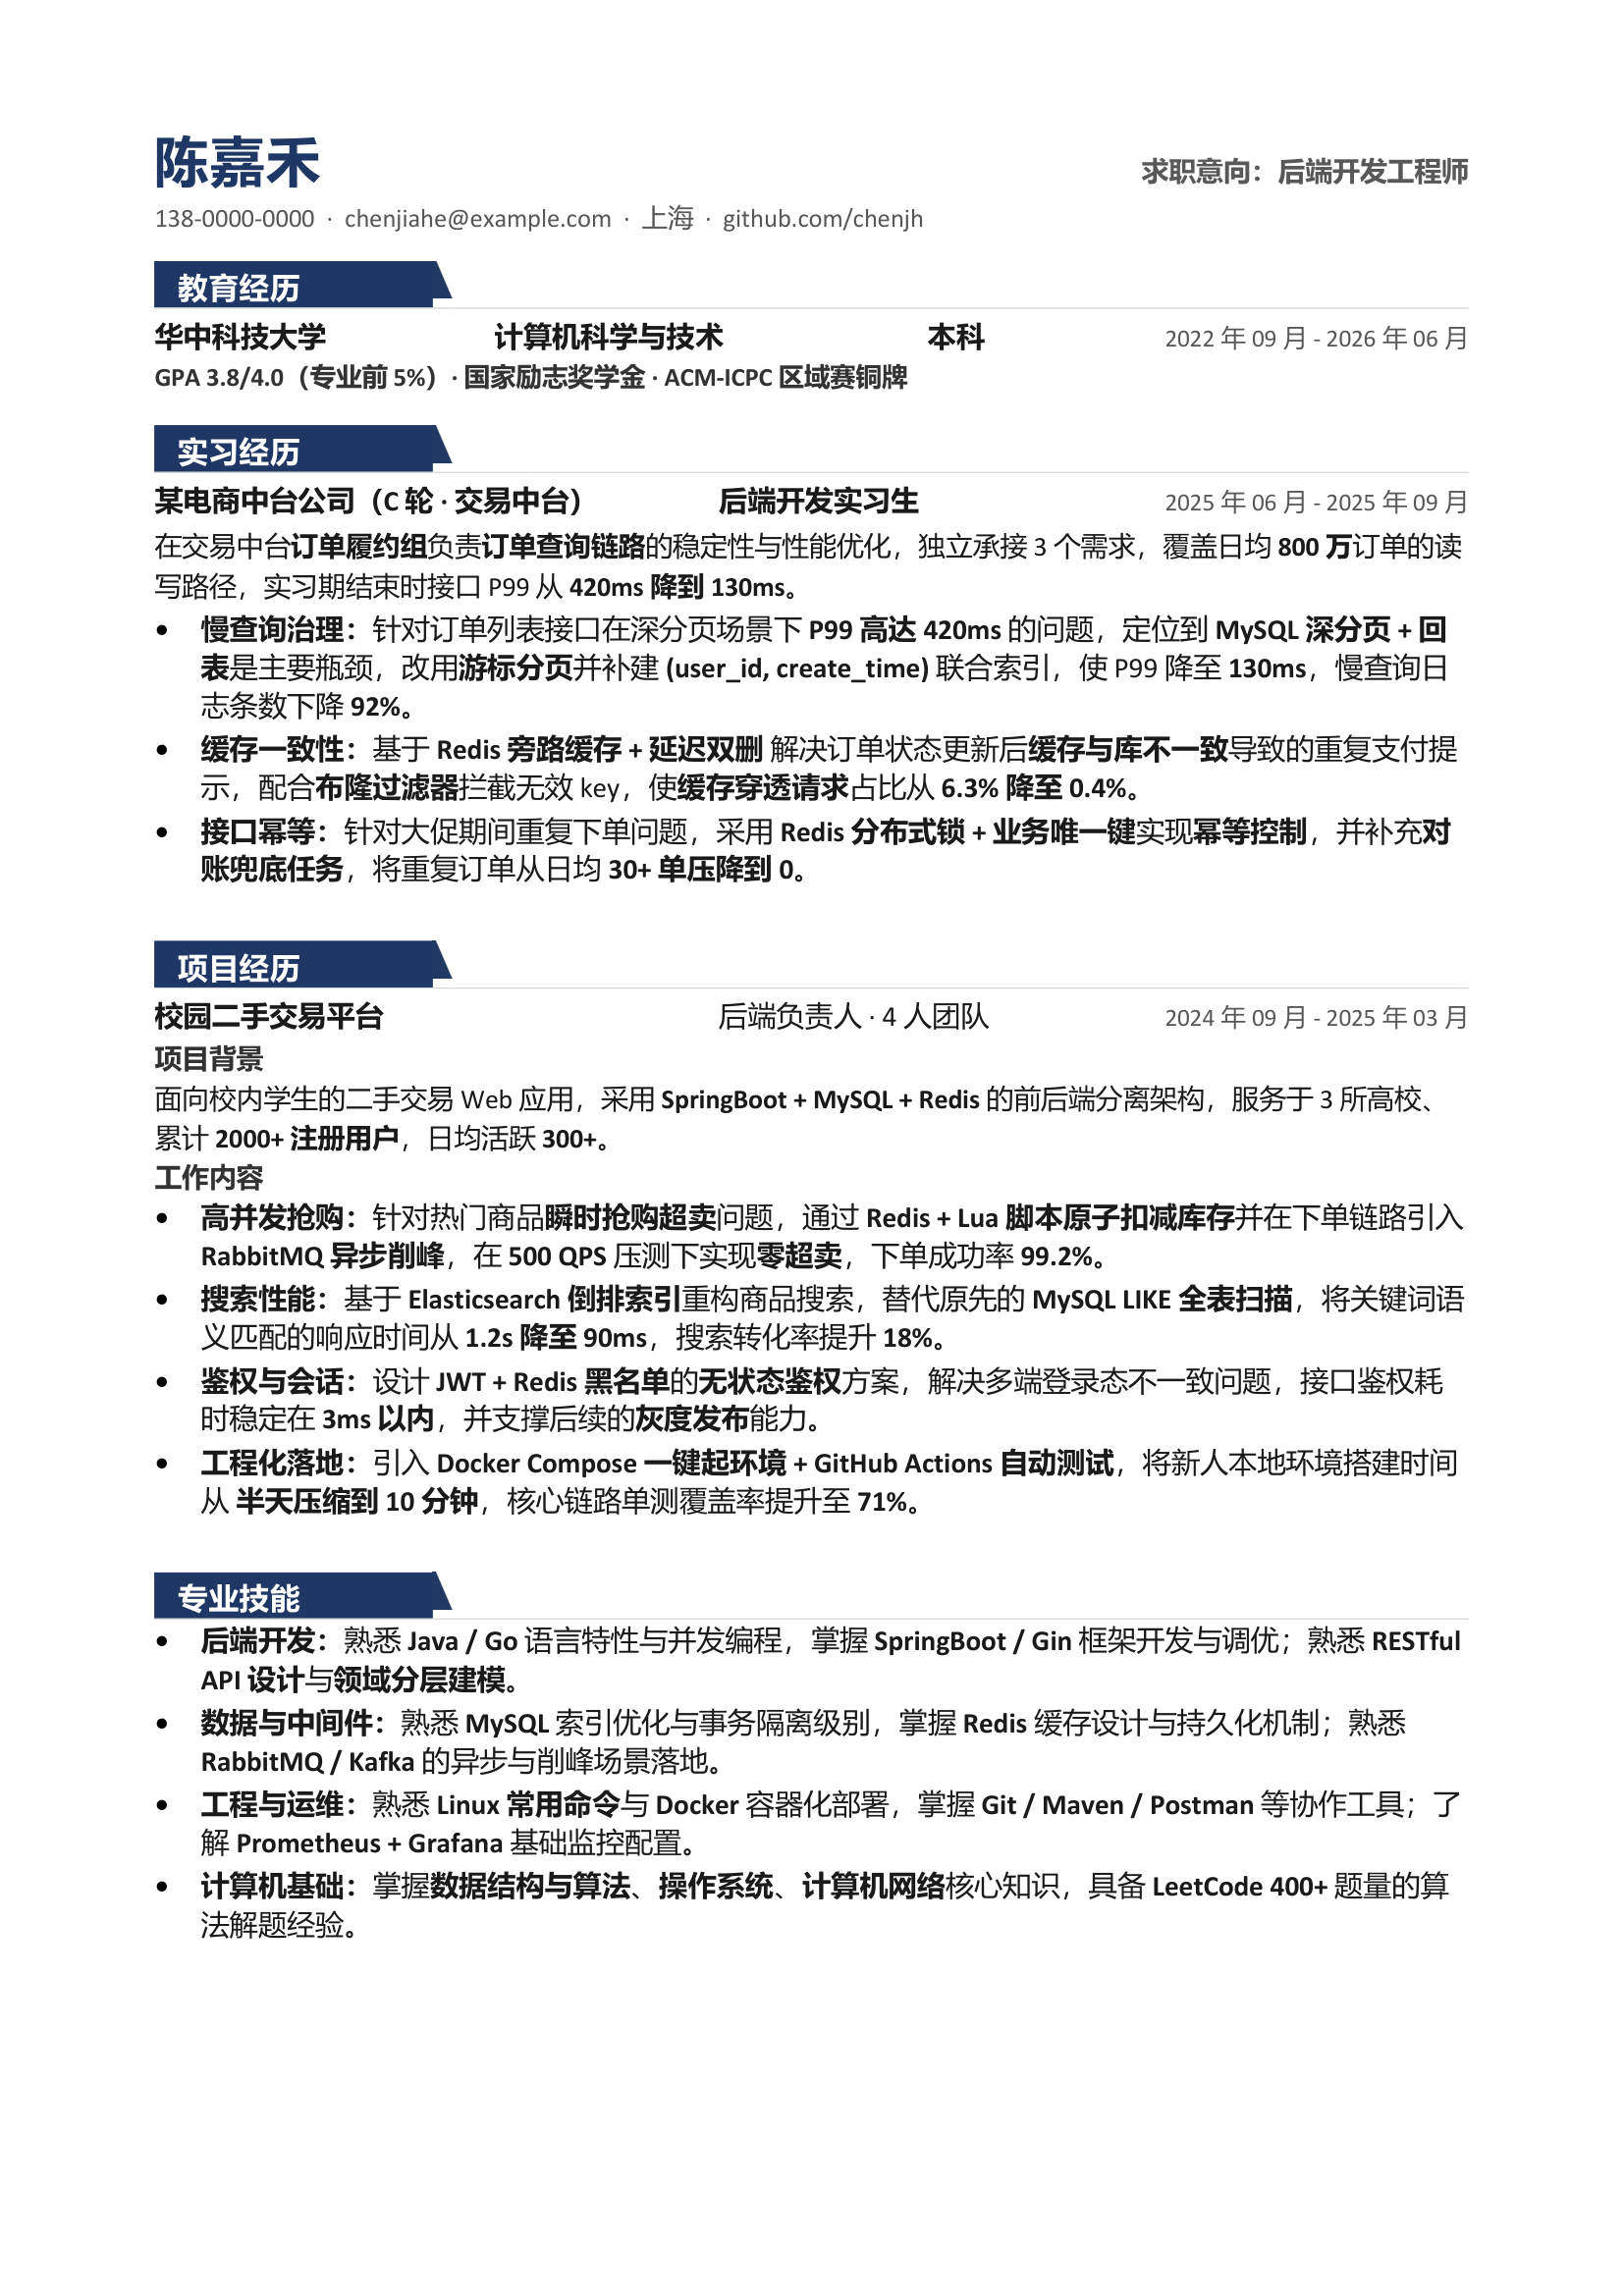 陈嘉禾
求职意向：后端开发工程师
138-0000-0000 · chenjiahe@example.com · 上海 · github.com/chenjh
教育经历
华中科技大学 计算机科学与技术 本科 2022 年 09 月 - 2026 年 06 月
GPA 3.8/4.0（专业前 5%）· 国家励志奖学金 · ACM-ICPC 区域赛铜牌
实习经历
某电商中台公司（C 轮 · 交易中台） 后端开发实习生 2025 年 06 月 - 2025 年 09 月
在交易中台订单履约组负责订单查询链路的稳定性与性能优化，独立承接 3 个需求，覆盖日均 800 万订单的读
写路径，实习期结束时接口 P99 从 420ms 降到 130ms。
• 慢查询治理：针对订单列表接口在深分页场景下 P99 高达 420ms 的问题，定位到 MySQL 深分页 + 回
表是主要瓶颈，改用游标分页并补建 (user_id, create_time) 联合索引，使 P99 降至 130ms，慢查询日
志条数下降 92%。
• 缓存一致性：基于 Redis 旁路缓存 + 延迟双删 解决订单状态更新后缓存与库不一致导致的重复支付提
示，配合布隆过滤器拦截无效 key，使缓存穿透请求占比从 6.3% 降至 0.4%。
• 接口幂等：针对大促期间重复下单问题，采用 Redis 分布式锁 + 业务唯一键实现幂等控制，并补充对
账兜底任务，将重复订单从日均 30+ 单压降到 0。
项目经历
校园二手交易平台 后端负责人 · 4 人团队 2024 年 09 月 - 2025 年 03 月
项目背景
面向校内学生的二手交易 Web 应用，采用 SpringBoot + MySQL + Redis 的前后端分离架构，服务于 3 所高校、
累计 2000+ 注册用户，日均活跃 300+。
工作内容
• 高并发抢购：针对热门商品瞬时抢购超卖问题，通过 Redis + Lua 脚本原子扣减库存并在下单链路引入
RabbitMQ 异步削峰，在 500 QPS 压测下实现零超卖，下单成功率 99.2%。
• 搜索性能：基于 Elasticsearch 倒排索引重构商品搜索，替代原先的 MySQL LIKE 全表扫描，将关键词语
义匹配的响应时间从 1.2s 降至 90ms，搜索转化率提升 18%。
• 鉴权与会话：设计 JWT + Redis 黑名单的无状态鉴权方案，解决多端登录态不一致问题，接口鉴权耗
时稳定在 3ms 以内，并支撑后续的灰度发布能力。
• 工程化落地：引入 Docker Compose 一键起环境 + GitHub Actions 自动测试，将新人本地环境搭建时间
从 半天压缩到 10 分钟，核心链路单测覆盖率提升至 71%。
专业技能
• 后端开发：熟悉 Java / Go 语言特性与并发编程，掌握 SpringBoot / Gin 框架开发与调优；熟悉 RESTful
API 设计与领域分层建模。
• 数据与中间件：熟悉 MySQL 索引优化与事务隔离级别，掌握 Redis 缓存设计与持久化机制；熟悉
RabbitMQ / Kafka 的异步与削峰场景落地。
• 工程与运维：熟悉 Linux 常用命令与 Docker 容器化部署，掌握 Git / Maven / Postman 等协作工具；了
解 Prometheus + Grafana 基础监控配置。
• 计算机基础：掌握数据结构与算法、操作系统、计算机网络核心知识，具备 LeetCode 400+ 题量的算
法解题经验。